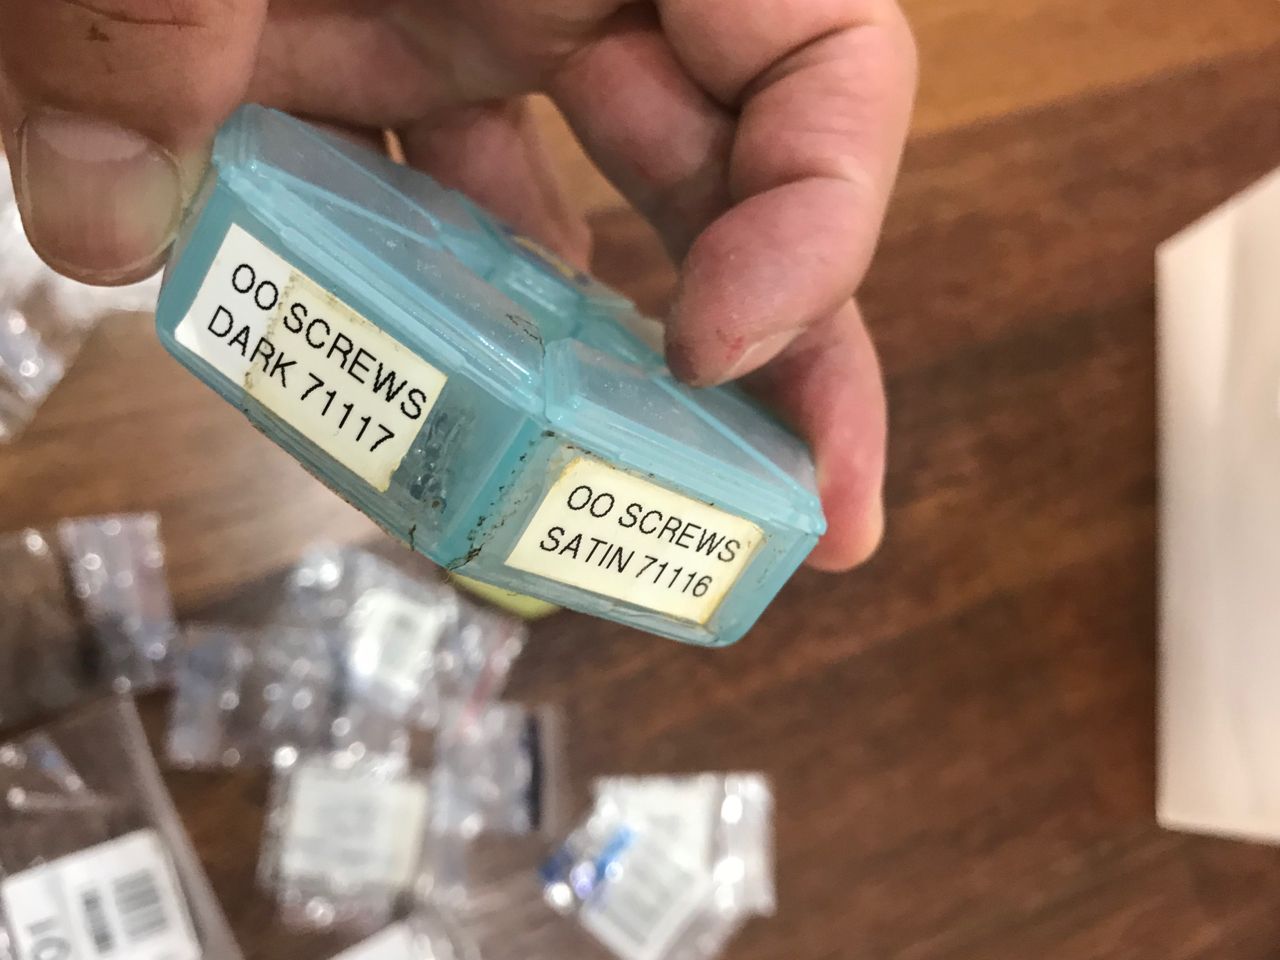 OO SCREWS
DARK 71117
OO SCREWS
SATIN 71116